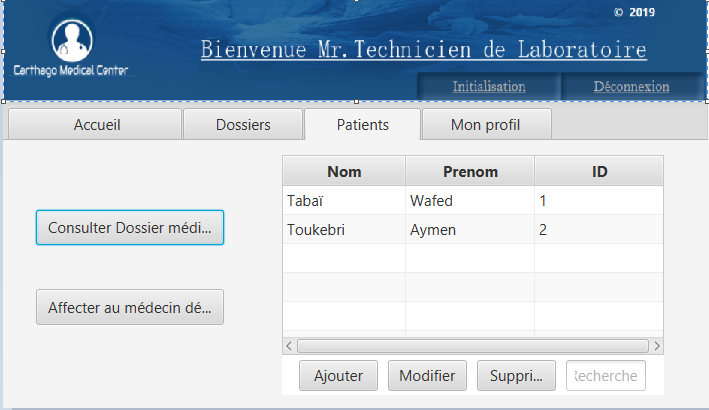 © 2019
Bienvenue Mr.Technicien de Laboratoire
Carthago Medical Center
Initialisation Déconnexion
Accueil Dossiers Patients Mon profil
Nom Prenom ID
Tabaï Wafed 1
Toukebri Aymen 2
Consulter Dossier médi...
Affecter au médecin dé...
Ajouter Modifier Suppri... Recherche